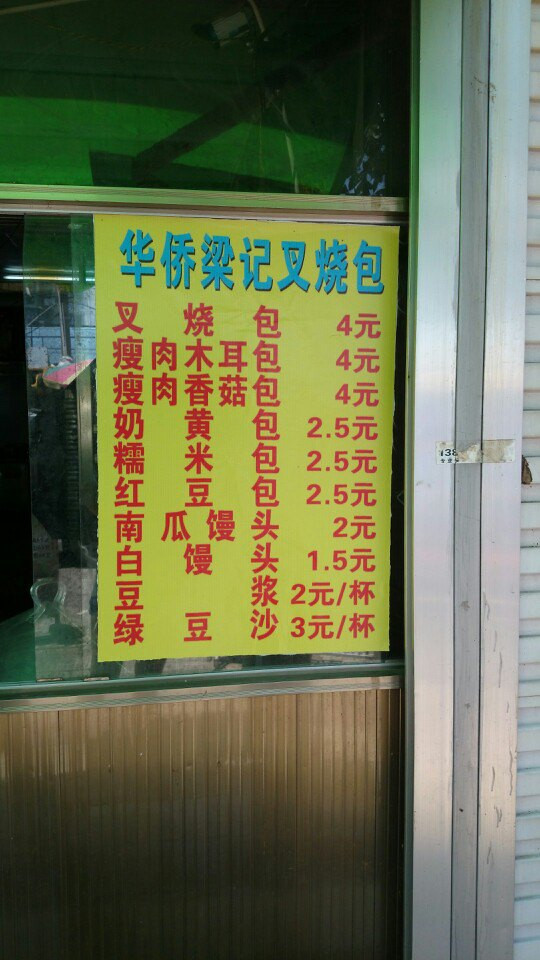 华侨梁记叉烧包
叉烧包 4元
瘦肉木耳包 4元
瘦肉香菇包 4元
奶黄包 2.5元
糯米包 2.5元
红豆包 2.5元
南瓜馒头 2元
白馒头 1.5元
豆浆 2元/杯
绿豆沙 3元/杯